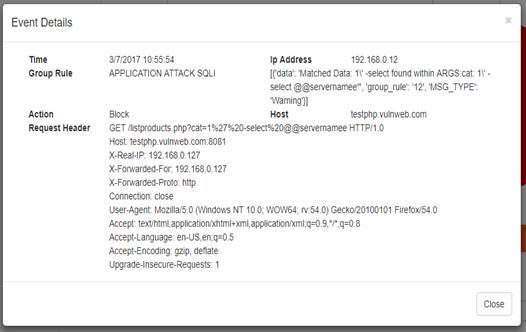 Event Details ×
Time 3/7/2017 10:55:54 Ip Address 192.168.0.12
Group Rule APPLICATION ATTACK SQLI [{'data': 'Matched Data: 1\' -select found within ARGS:cat: 1\' -
select @@servernamee'", 'group_rule': '12', 'MSG_TYPE':
'Warning'}]
Action Block Host testphp.vulnweb.com
Request Header GET /listproducts.php?cat=1%27%20-select%20@@servernamee HTTP/1.0
Host: testphp.vulnweb.com:8081
X-Real-IP: 192.168.0.127
X-Forwarded-For: 192.168.0.127
X-Forwarded-Proto: http
Connection: close
User-Agent: Mozilla/5.0 (Windows NT 10.0; WOW64; rv:54.0) Gecko/20100101 Firefox/54.0
Accept: text/html,application/xhtml+xml,application/xml;q=0.9,*/*;q=0.8
Accept-Language: en-US,en;q=0.5
Accept-Encoding: gzip, deflate
Upgrade-Insecure-Requests: 1
Close